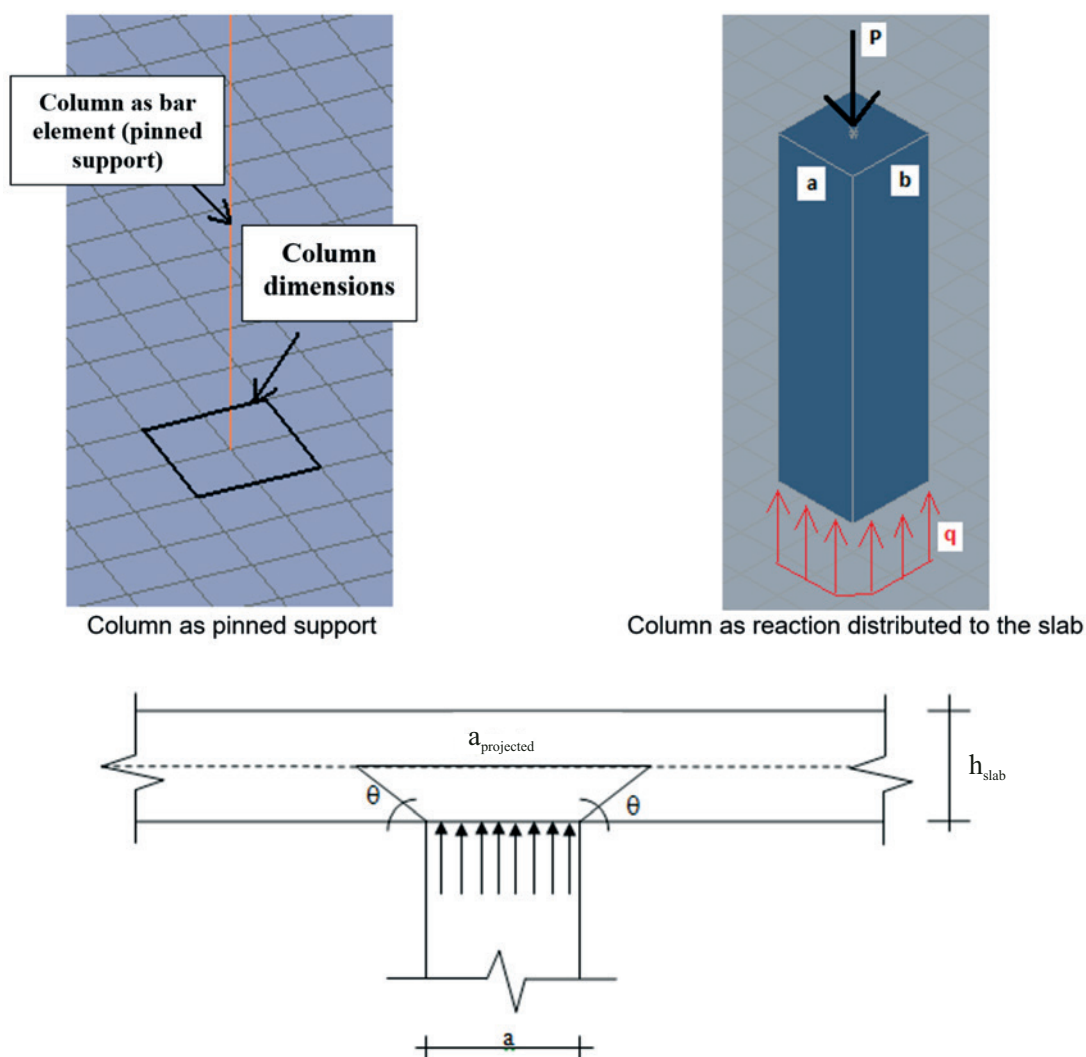 Column as bar
element (pinned
support)
Column
dimensions
P
a
b
q
Column as pinned support
Column as reaction distributed to the slab
a projected
h slab
θ
θ
a